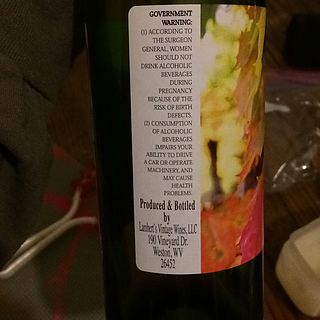 GOVERNMENT
WARNING:
(1) ACCORDING TO
THE SURGEON
GENERAL, WOMEN
SHOULD NOT
DRINK ALCOHOLIC
BEVERAGES
DURING
PREGNANCY
BECAUSE OF THE
RISK OF BIRTH
DEFECTS.
(2) CONSUMPTION
OF ALCOHOLIC
BEVERAGES
IMPAIRS YOUR
ABILITY TO DRIVE
A CAR OR OPERATE
MACHINERY, AND
MAY CAUSE
HEALTH
PROBLEMS.
Produced & Bottled
by
Lambert's Vintage Wines, LLC
190 Vineyard Dr.
Weston, WV
26452